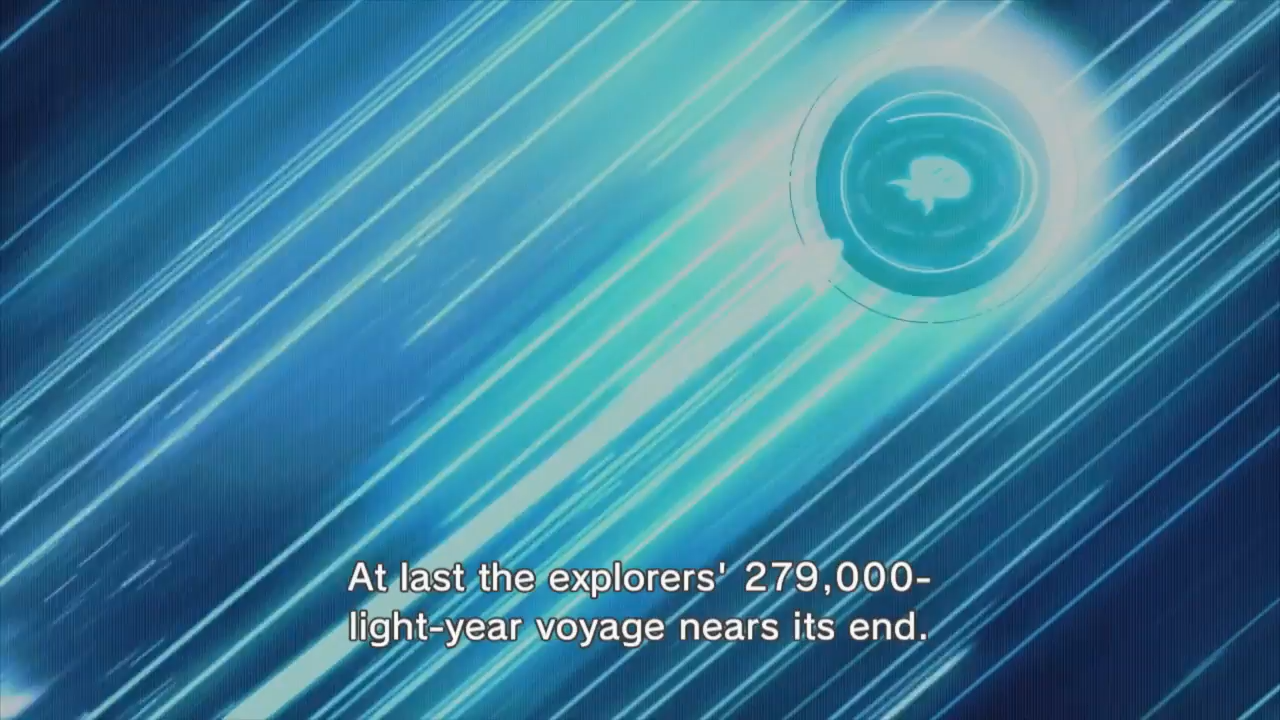 At last the explorers' 279,000-
light-year voyage nears its end.